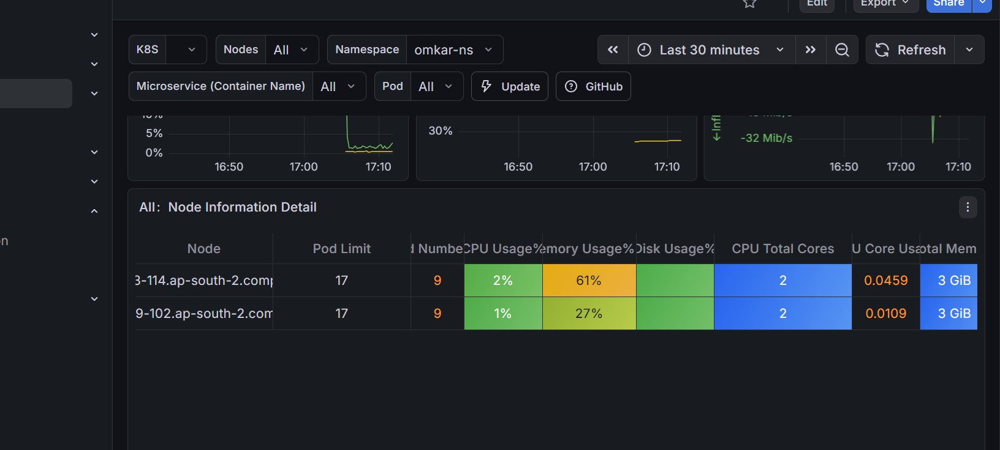 Edit Export Share
K8S Nodes All Namespace omkar-ns Last 30 minutes Refresh
Microservice (Container Name) All Pod All Update GitHub
5%
0%
16:50 17:00 17:10
30%
16:50 17:00 17:10
-32 Mib/s
16:50 17:00 17:10
All: Node Information Detail
Node Pod Limit d Numbe CPU Usage% emory Usage% Disk Usage% CPU Total Cores U Core Usa otal Mem
3-114.ap-south-2.comp 17 9 2% 61% 2 0.0459 3 GiB
9-102.ap-south-2.com 17 9 1% 27% 2 0.0109 3 GiB